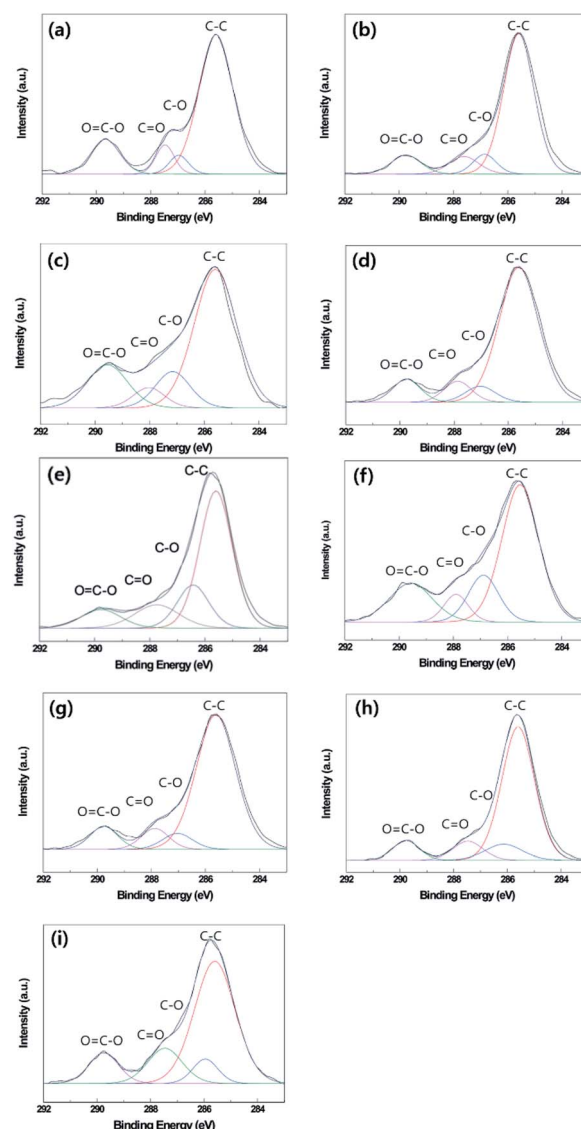 (a)
C-C
C-O
C=O
O=C-O
Intensity (a.u.)
292 290 288 286 284
Binding Energy (eV)
(b)
C-C
C-O
C=O
O=C-O
Intensity (a.u.)
292 290 288 286 284
Binding Energy (eV)
(c)
C-C
C-O
C=O
O=C-O
Intensity (a.u.)
292 290 288 286 284
Binding Energy (eV)
(d)
C-C
C-O
C=O
O=C-O
Intensity (a.u.)
292 290 288 286 284
Binding Energy (eV)
(e)
C-C
C-O
C=O
O=C-O
Intensity (a.u.)
292 290 288 286 284
Binding Energy (eV)
(f)
C-C
C-O
C=O
O=C-O
Intensity (a.u.)
292 290 288 286 284
Binding Energy (eV)
(g)
C-C
C-O
C=O
O=C-O
Intensity (a.u.)
292 290 288 286 284
Binding Energy (eV)
(h)
C-C
C-O
C=O
O=C-O
Intensity (a.u.)
292 290 288 286 284
Binding Energy (eV)
(i)
C-C
C-O
C=O
O=C-O
Intensity (a.u.)
292 290 288 286 284
Binding Energy (eV)